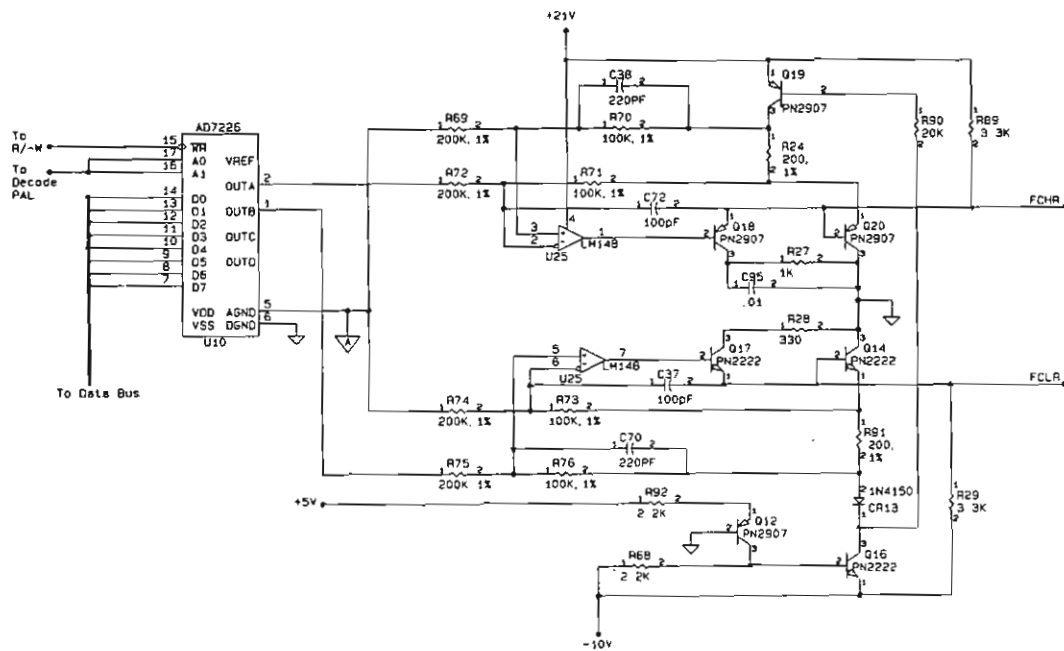 +21V
Q19
PN2907
C38
220PF
R69
200K, 1%
R70
100K, 1%
R90
20K
R89
3 3K
To
R/-W
To
Decode
PAL
AD7226
15 WR
17 A0 VREF
16 A1
OUTA 2
14 D0
13 D1 OUTB 1
12 D2
11 D3 OUTC
10 D4
9 D5 OUTD
8 D6
7 D7
VDD AGND 5
VSS DGND 6
U10
A
To Data Bus
R24
200,
1%
R72
200K, 1%
R71
100K, 1%
C72
100pF
FCHR
3
2
4
1
U25
LM148
Q18
PN2907
Q20
PN2907
R27
1K
C95
.01
R28
330
5
6
7
U25
LM148
Q17
PN2222
Q14
PN2222
C37
100pF
FCLR
R74
200K, 1%
R73
100K, 1%
R91
200,
1%
C70
220PF
R75
200K, 1%
R76
100K, 1%
1N4150
CR13
R29
3 3K
+5V
R92
2 2K
Q12
PN2907
R68
2 2K
Q16
PN2222
-10V